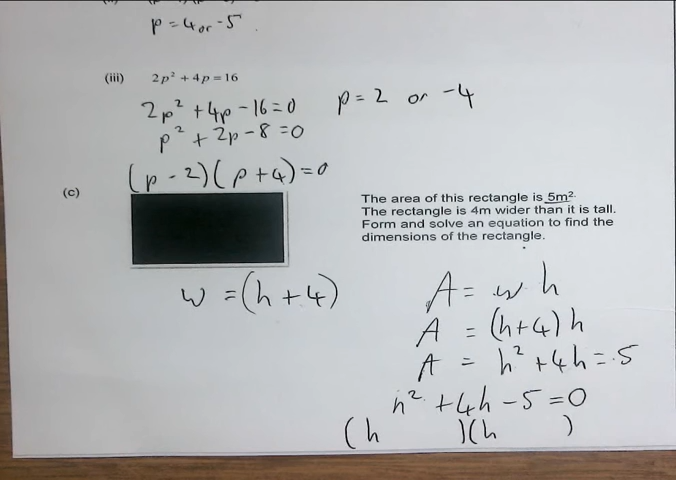 p = 4 or -5
(iii) 2p² + 4p = 16
2p² + 4p - 16 = 0
p = 2 or -4
p² + 2p - 8 = 0
(p - 2)(p + 4) = 0
(c)
The area of this rectangle is 5m².
The rectangle is 4m wider than it is tall.
Form and solve an equation to find the
dimensions of the rectangle.
w = (h + 4)
A = w h
A = (h+4)h
A = h² + 4h = 5
h² + 4h - 5 = 0
(h )(h )